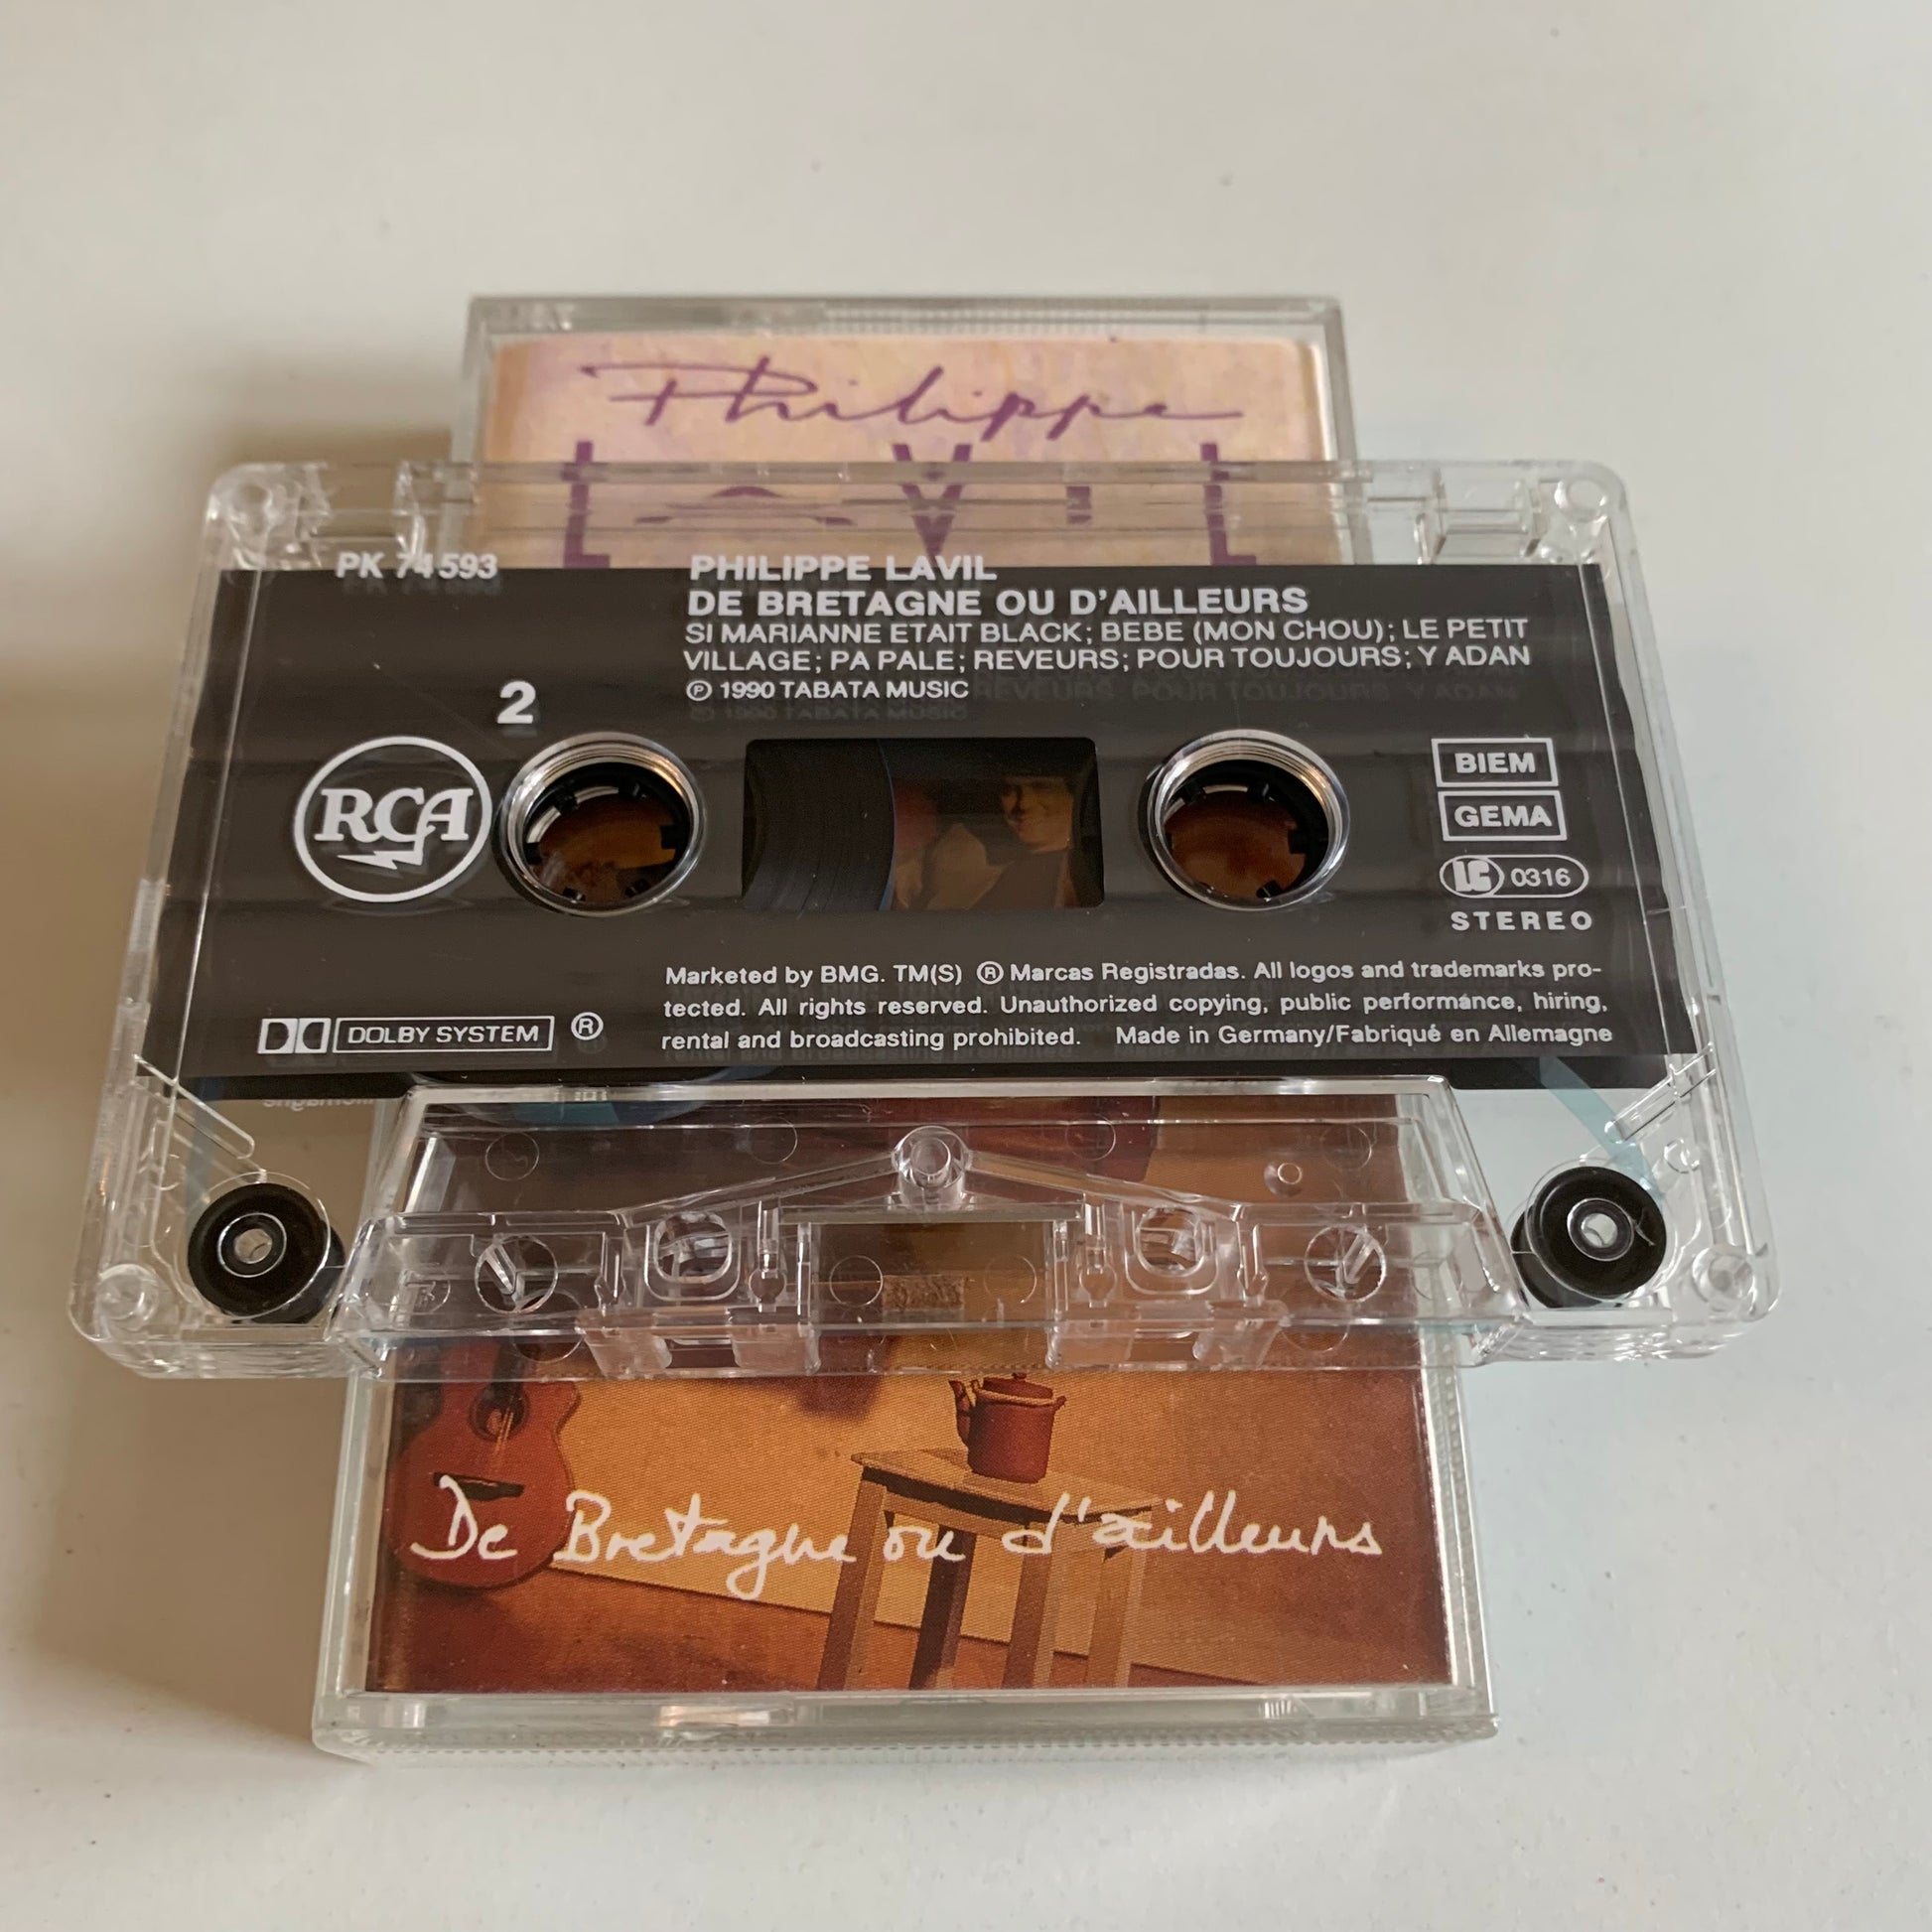 Philippe
LAVIL
PK 74593
PHILIPPE LAVIL
DE BRETAGNE OU D'AILLEURS
SI MARIANNE ETAIT BLACK; BEBE (MON CHOU); LE PETIT
VILLAGE; PA PALE; REVEURS; POUR TOUJOURS; Y ADAN
℗ 1990 TABATA MUSIC
2
RCA
BIEM
GEMA
LC 0316
STEREO
Marketed by BMG. TM(S) ® Marcas Registradas. All logos and trademarks pro-
tected. All rights reserved. Unauthorized copying, public performance, hiring,
rental and broadcasting prohibited. Made in Germany/Fabriqué en Allemagne
DOLBY SYSTEM ®
De Bretagne ou d'ailleurs